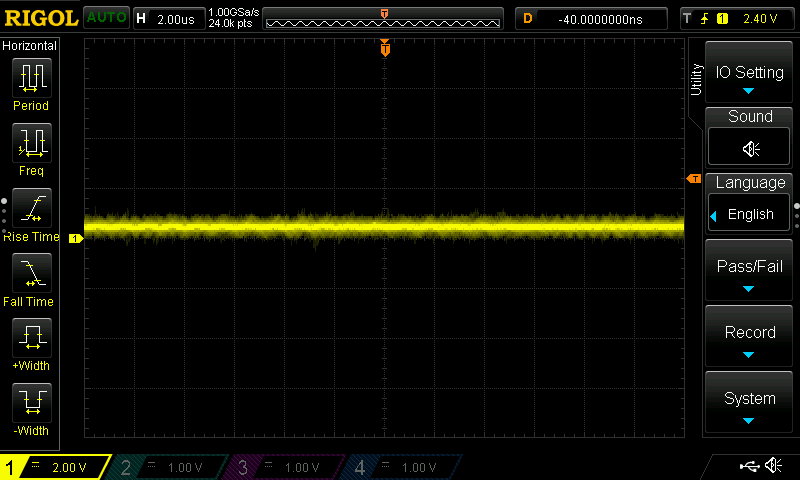 RIGOL AUTO H 2.00us 1.00GSa/s 24.0k pts T D -40.0000000ns T 1 2.40 V
Horizontal
Period
Freq
Rise Time
Fall Time
+Width
-Width
T
T
1
Utility
IO Setting
Sound
Language
English
Pass/Fail
Record
System
1 = 2.00 V 2 = 1.00 V 3 = 1.00 V 4 = 1.00 V